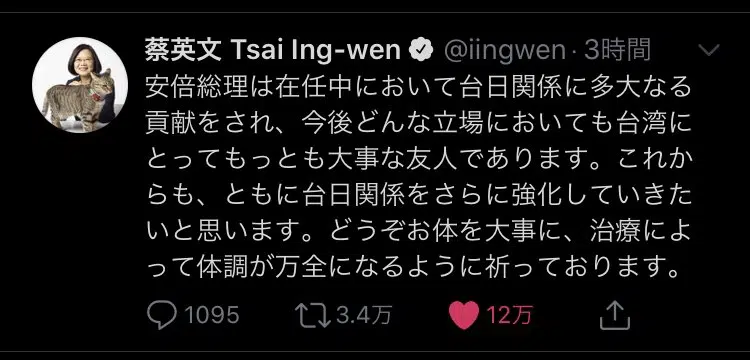 蔡英文 Tsai Ing-wen @iingwen · 3時間
安倍総理は在任中において台日関係に多大なる
貢献をされ、今後どんな立場においても台湾に
とってもっとも大事な友人であります。これか
らも、ともに台日関係をさらに強化していきた
いと思います。どうぞお体を大事に、治療によ
って体調が万全になるように祈っております。
1095 3.4万 12万